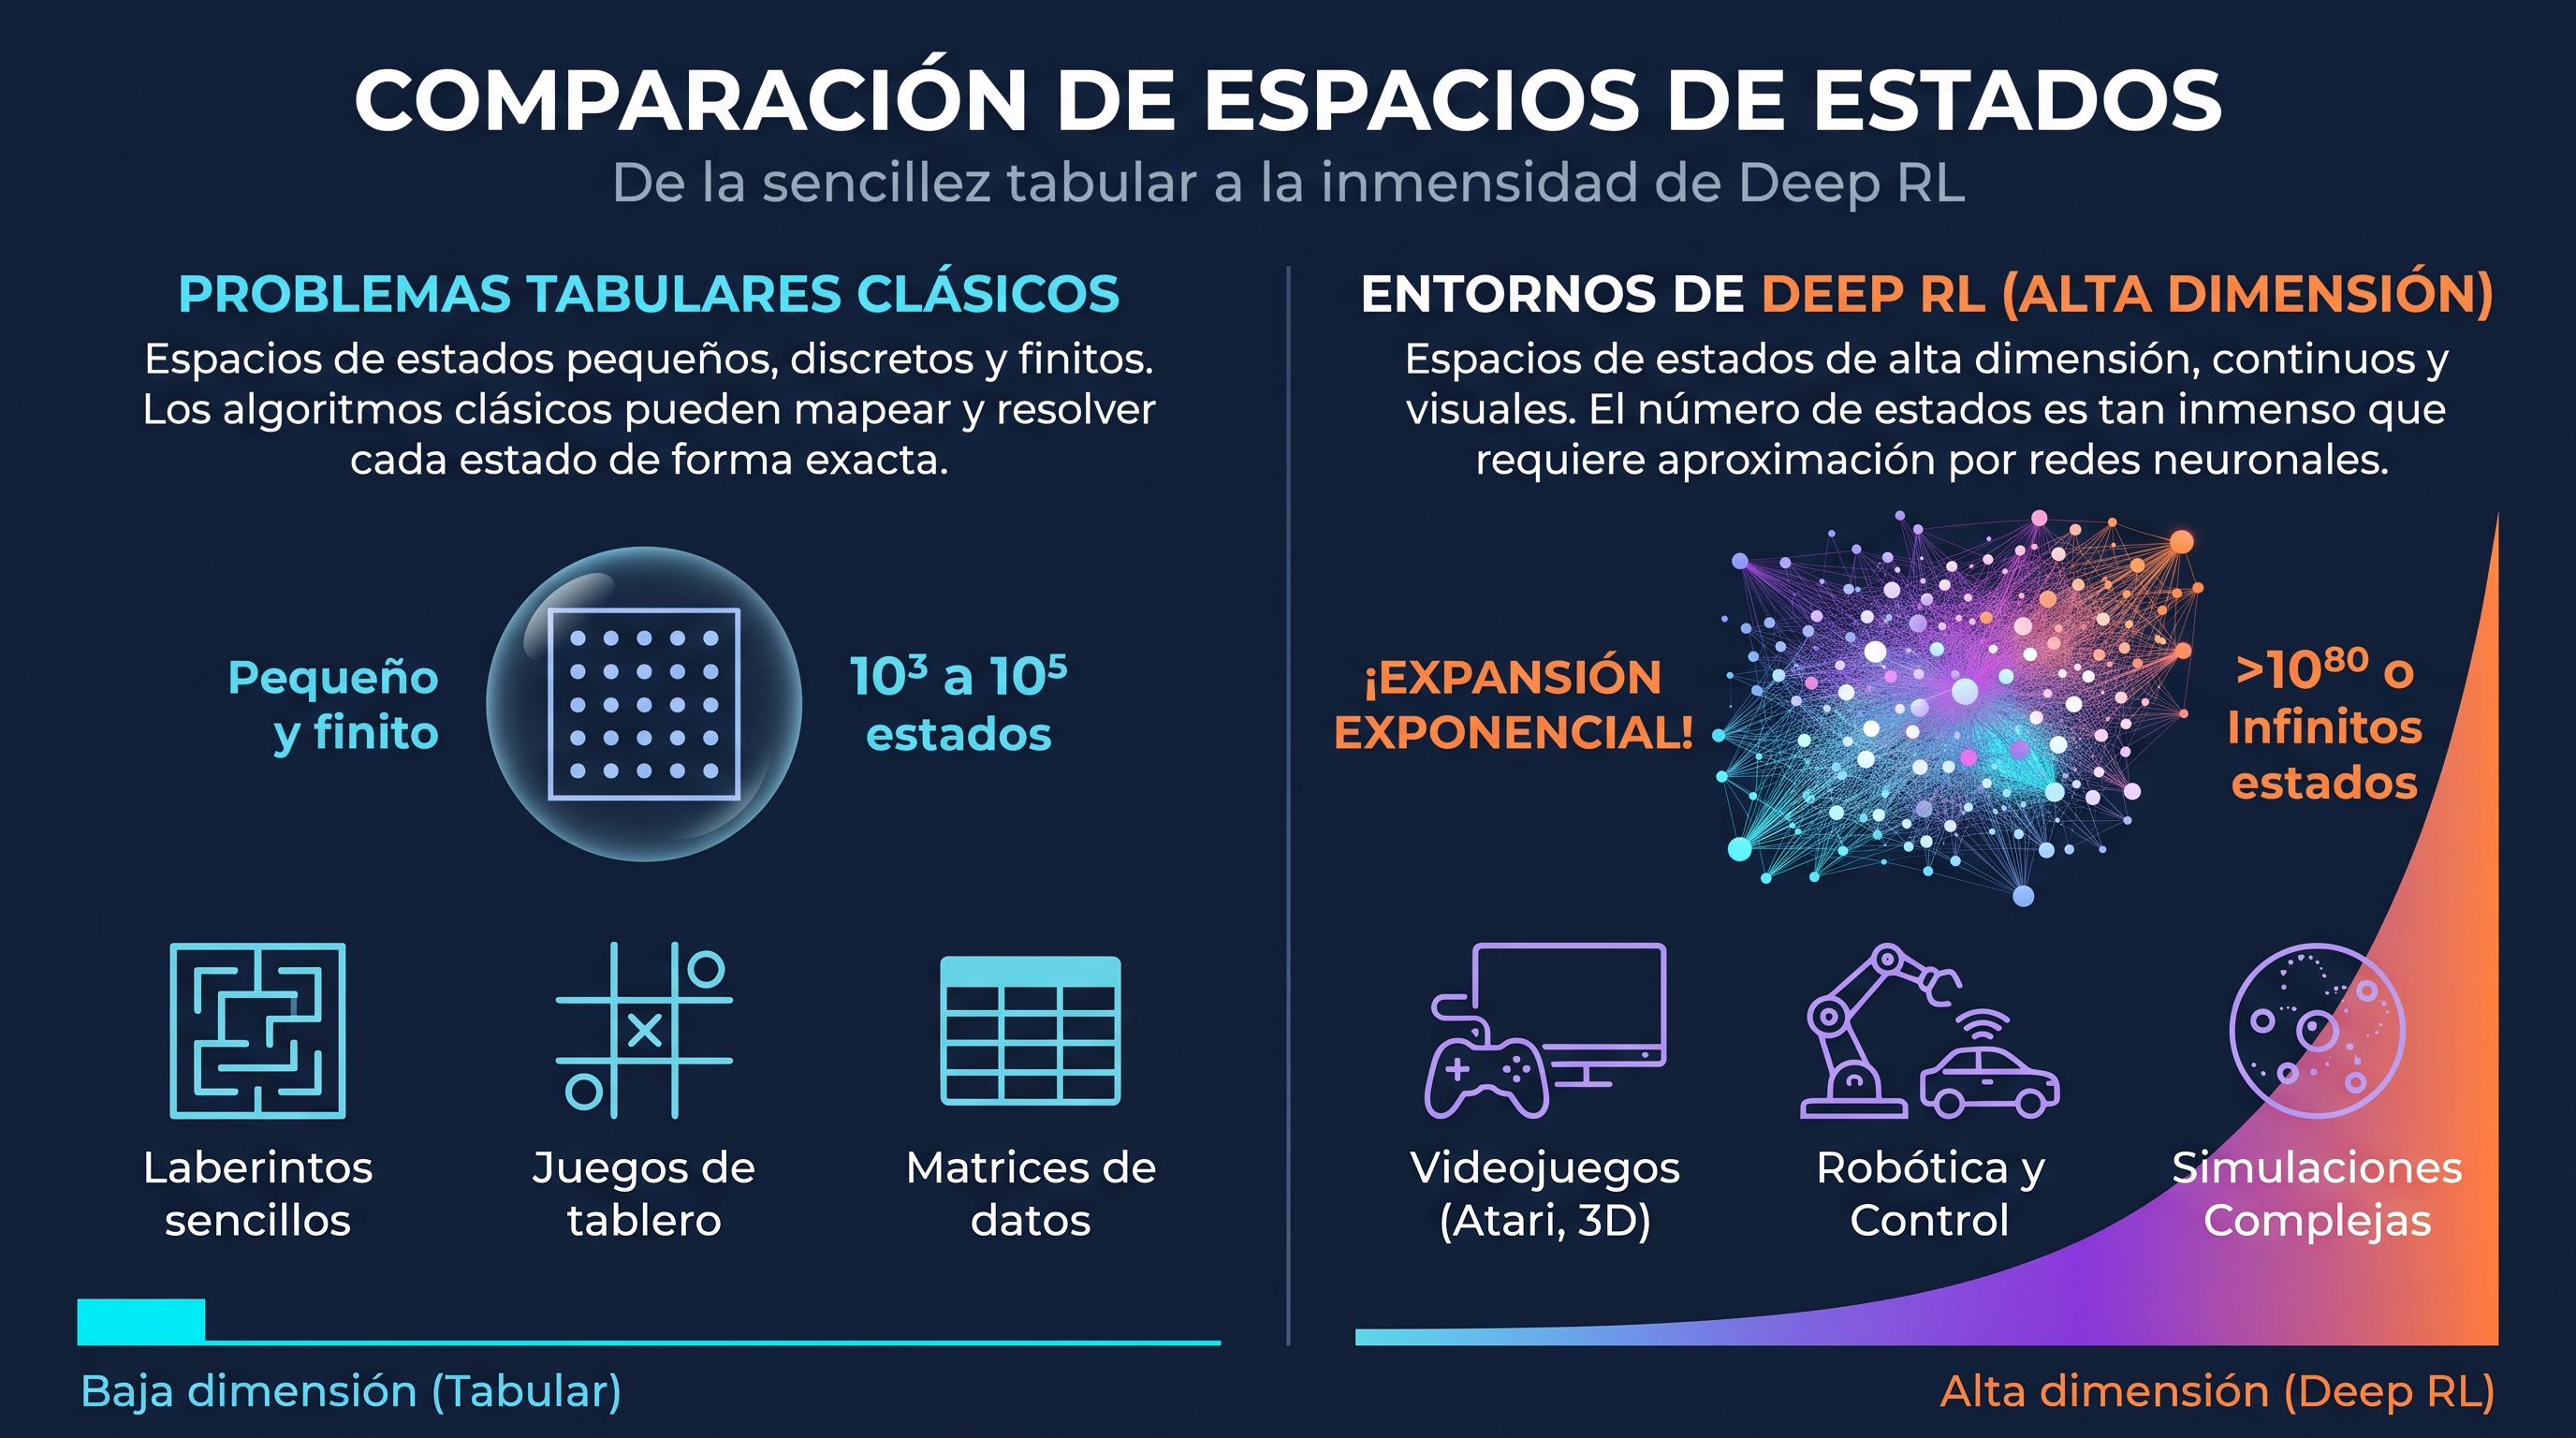 COMPARACIÓN DE ESPACIOS DE ESTADOS
De la sencillez tabular a la inmensidad de Deep RL
PROBLEMAS TABULARES CLÁSICOS
Espacios de estados pequeños, discretos y finitos.
Los algoritmos clásicos pueden mapear y resolver
cada estado de forma exacta.
Pequeño
y finito
10³ a 10⁵
estados
Laberintos
sencillos
Juegos de
tablero
Matrices de
datos
Baja dimensión (Tabular)
ENTORNOS DE DEEP RL (ALTA DIMENSIÓN)
Espacios de estados de alta dimensión, continuos y
visuales. El número de estados es tan inmenso que
requiere aproximación por redes neuronales.
¡EXPANSIÓN
EXPONENCIAL!
>10⁸⁰ o
Infinitos
estados
Videojuegos
(Atari, 3D)
Robótica y
Control
Simulaciones
Complejas
Alta dimensión (Deep RL)